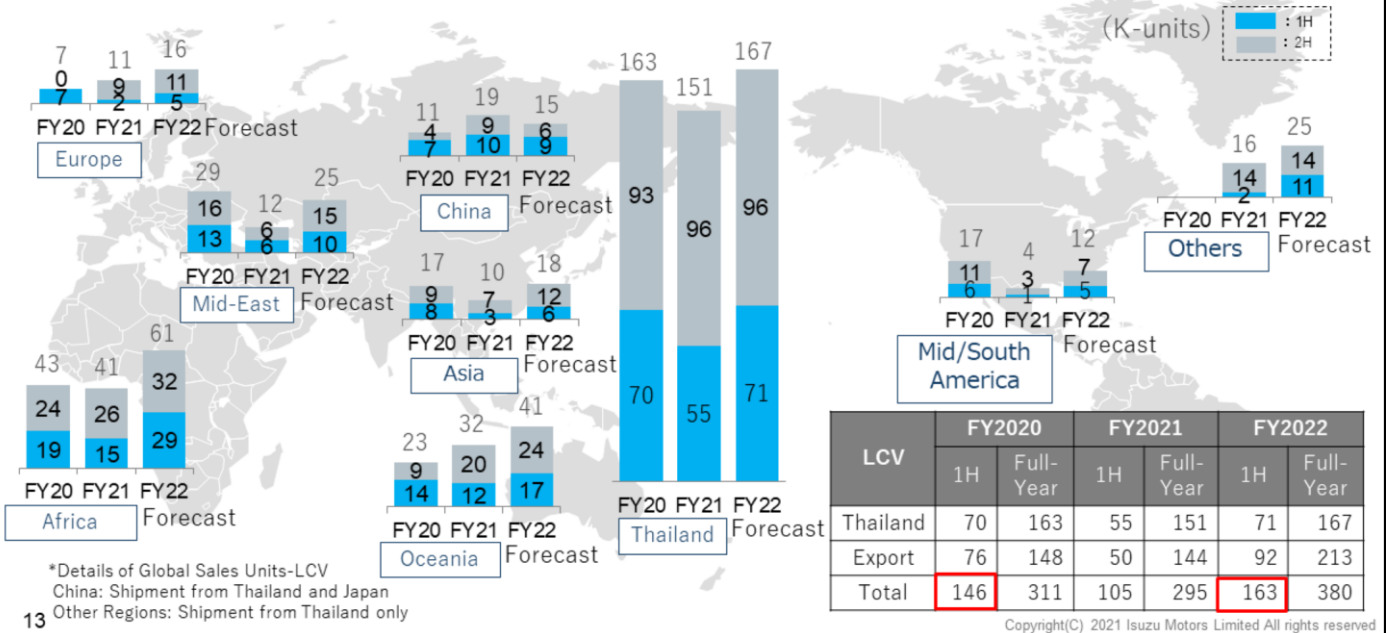 (K-units)
: 1H
: 2H
7
0
7
11
9
2
16
11
5
FY20 FY21 FY22 Forecast
Europe
29
16
13
12
6
6
25
15
10
FY20 FY21 FY22
Forecast
Mid-East
43
24
19
41
26
15
61
32
29
FY20 FY21 FY22
Forecast
Africa
11
4
7
19
9
10
15
6
9
FY20 FY21 FY22
Forecast
China
17
9
8
10
7
3
18
12
6
FY20 FY21 FY22
Forecast
Asia
23
9
14
32
20
12
41
24
17
FY20 FY21 FY22
Forecast
Oceania
163
93
70
151
96
55
167
96
71
FY20 FY21 FY22
Forecast
Thailand
17
11
6
4
3
1
12
7
5
FY20 FY21 FY22
Forecast
Mid/South
America
16
14
2
25
14
11
FY20 FY21 FY22
Forecast
Others
LCV FY2020 FY2021 FY2022
1H Full-Year 1H Full-Year 1H Full-Year
Thailand 70 163 55 151 71 167
Export 76 148 50 144 92 213
Total 146 311 105 295 163 380
*Details of Global Sales Units-LCV
China: Shipment from Thailand and Japan
Other Regions: Shipment from Thailand only
13
Copyright(C) 2021 Isuzu Motors Limited All rights reserved